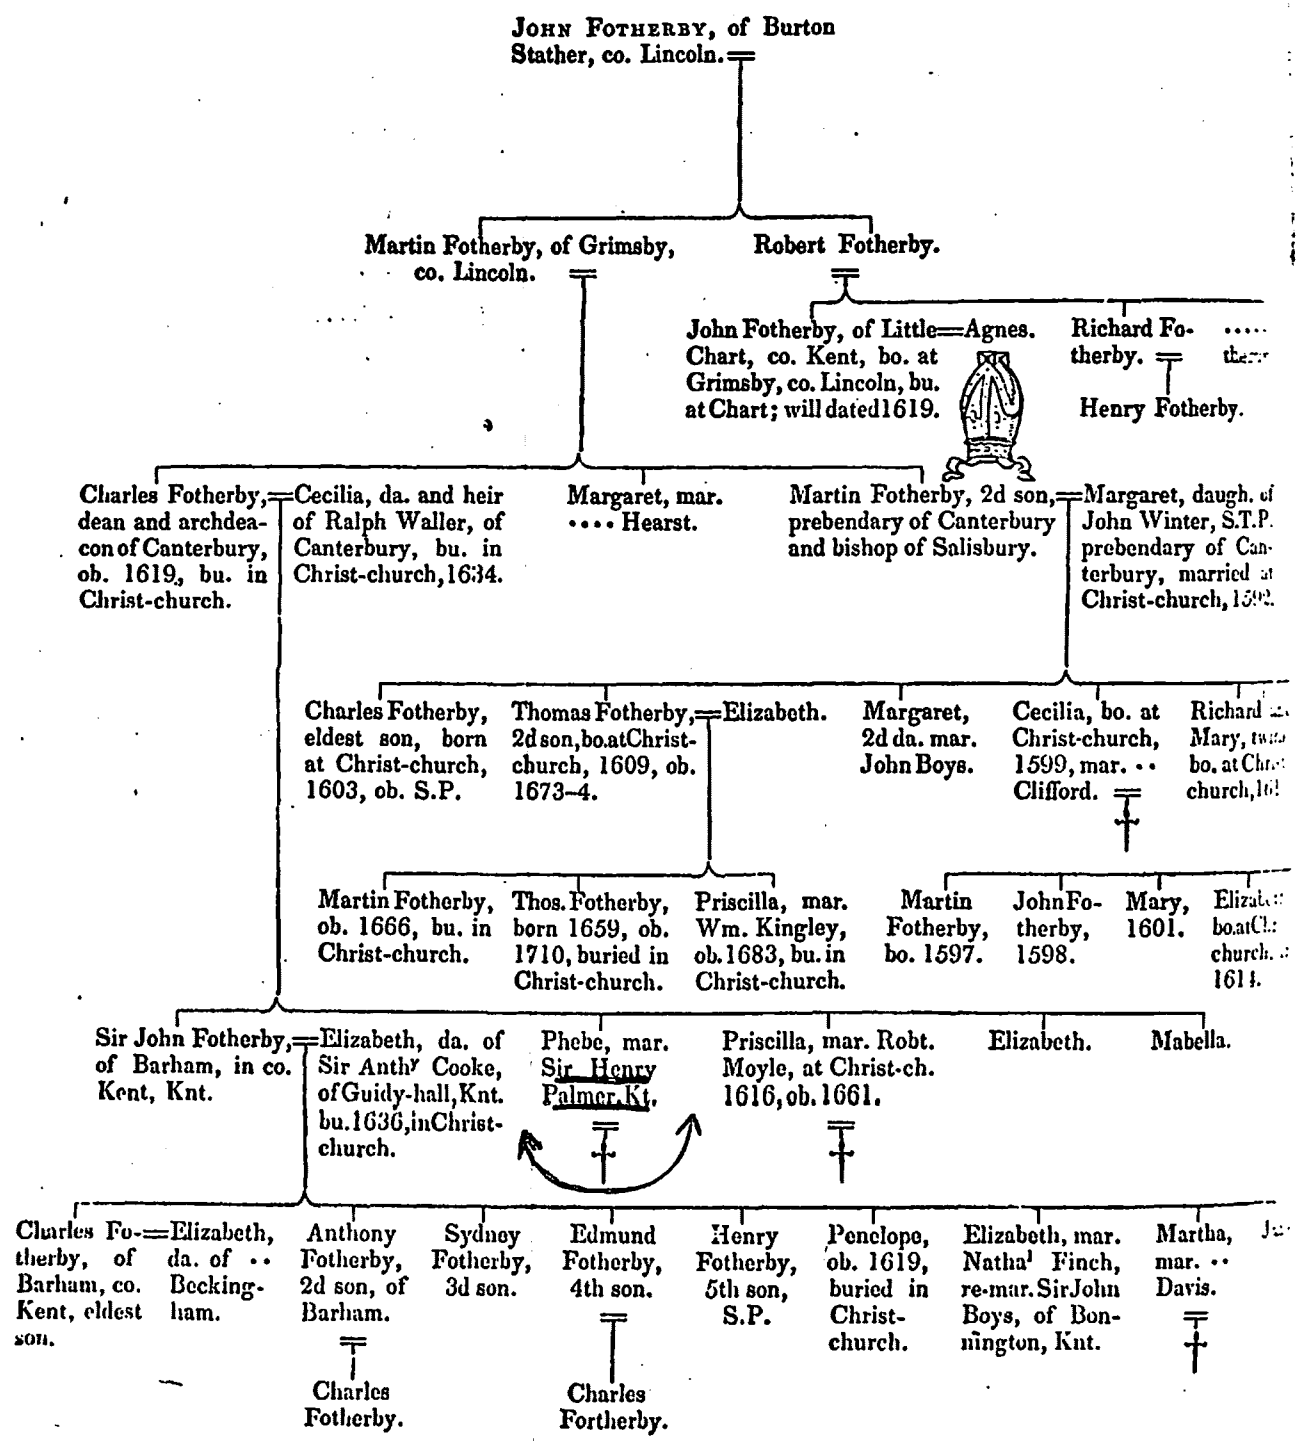 JOHN FOTHERBY, of Burton
Stather, co. Lincoln.
Martin Fotherby, of Grimsby,
co. Lincoln.
Robert Fotherby.
John Fotherby, of Little=Agnes.
Chart, co. Kent, bo. at
Grimsby, co. Lincoln, bu.
at Chart; will dated 1619.
Richard Fo-
therby.
Henry Fotherby.
.....
Charles Fotherby,=
dean and archdea-
con of Canterbury,
ob. 1619, bu. in
Christ-church.
Cecilia, da. and heir
of Ralph Waller, of
Canterbury, bu. in
Christ-church, 1634.
Margaret, mar.
.... Hearst.
Martin Fotherby, 2d son,=
prebendary of Canterbury
and bishop of Salisbury.
Margaret, daugh. of
John Winter, S.T.P.
prebendary of Can-
terbury, married at
Christ-church, 1592.
Charles Fotherby,
eldest son, born
at Christ-church,
1603, ob. S.P.
Thomas Fotherby,=Elizabeth.
2d son, bo. at Christ-
church, 1609, ob.
1673-4.
Margaret,
2d da. mar.
John Boys.
Cecilia, bo. at
Christ-church,
1599, mar. ..
Clifford.
Richard
Mary,
bo. at
church,
Martin Fotherby,
ob. 1666, bu. in
Christ-church.
Thos. Fotherby,
born 1659, ob.
1710, buried in
Christ-church.
Priscilla, mar.
Wm. Kingley,
ob. 1683, bu. in
Christ-church.
Martin
Fotherby,
bo. 1597.
John Fo-
therby,
1598.
Mary,
1601.
church.
Sir John Fotherby,=
of Barham, in co.
Kent, Knt.
Elizabeth, da. of
Sir Anthy Cooke,
of Guidy-hall, Knt.
bu. 1636, in Christ-
church.
Phebe, mar.
Sir Henry
Palmer, Kt.
Priscilla, mar. Robt.
Moyle, at Christ-ch.
1616, ob. 1661.
Elizabeth.
Mabella.
Charles Fo-=
therby, of
Barham, co.
Kent, eldest
son.
Elizabeth,
da. of ..
Becking-
ham.
Anthony
Fotherby,
2d son, of
Barham.
Charles
Fotherby.
Sydney
Fotherby,
3d son.
Edmund
Fotherby,
4th son.
Charles
Fortherby.
Henry
Fotherby,
5th son,
S.P.
Penelope,
ob. 1619,
buried in
Christ-
church.
Elizabeth, mar.
Nathal Finch,
re-mar. Sir John
Boys, of Bon-
nington, Knt.
Martha,
mar. ..
Davis.